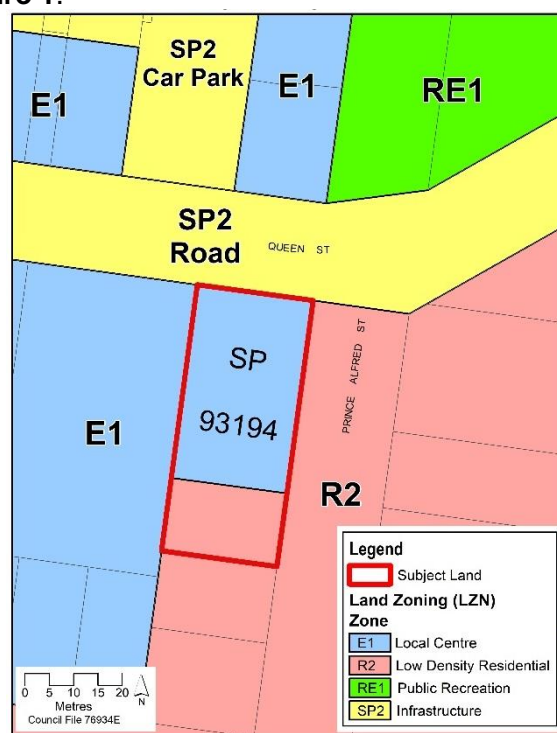 SP2
Car Park
E1
E1
RE1
SP2
Road
QUEEN ST
SP
93194
PRINCE ALFRED ST
E1
R2
Legend
Subject Land
Land Zoning (LZN)
Zone
E1 Local Centre
R2 Low Density Residential
RE1 Public Recreation
SP2 Infrastructure
0 5 10 15 20
Metres
N
Council File 76934E